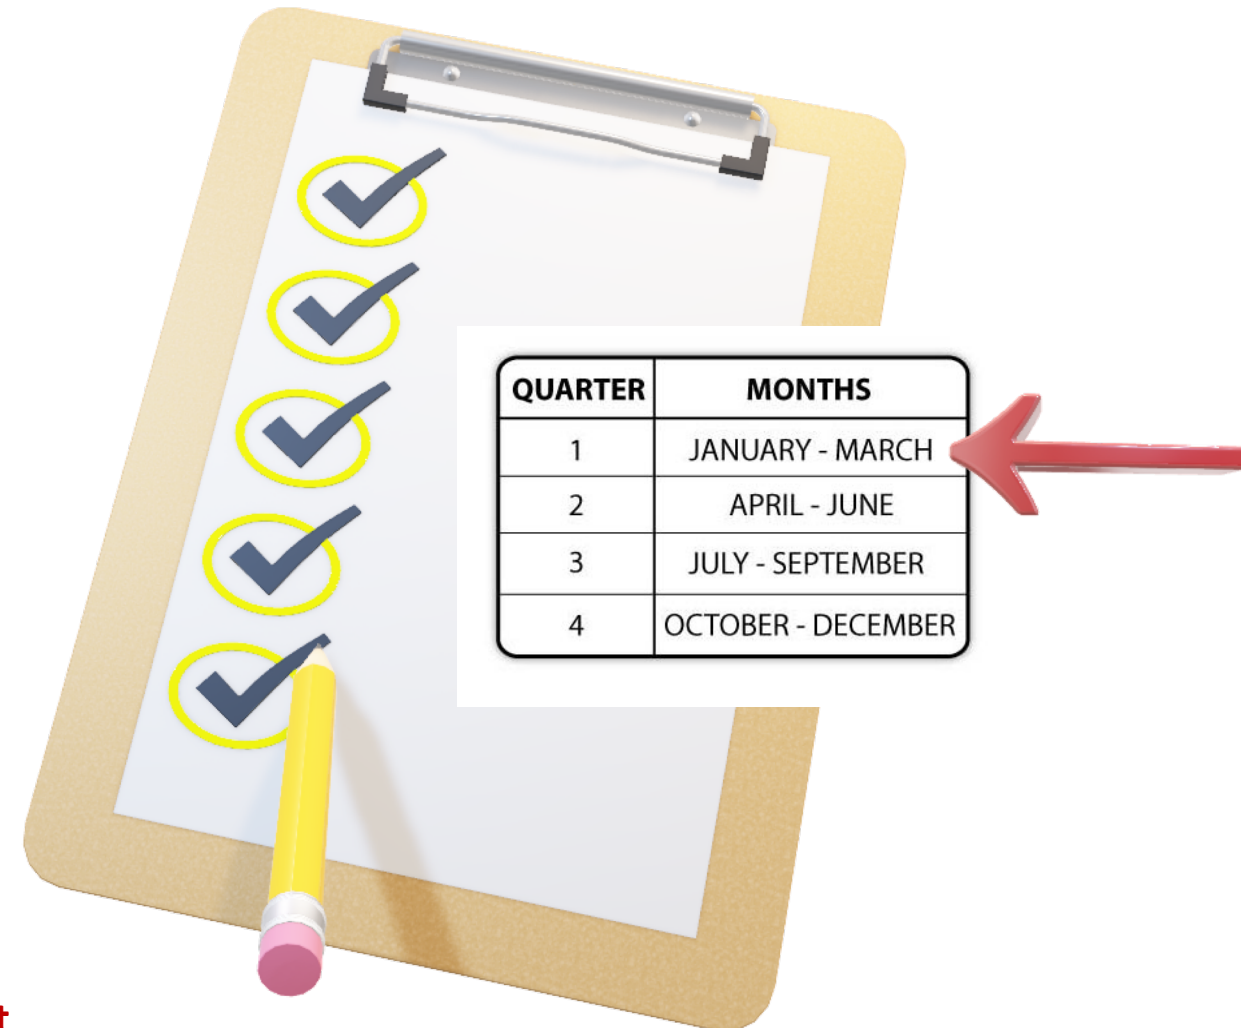 QUARTER MONTHS
1 JANUARY - MARCH
2 APRIL - JUNE
3 JULY - SEPTEMBER
4 OCTOBER - DECEMBER
t